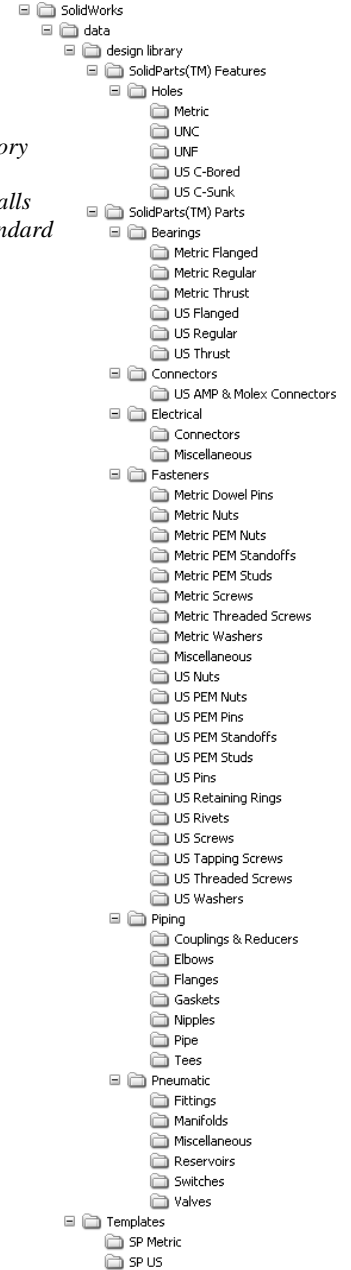 SolidWorks
data
design library
SolidParts(TM) Features
Holes
Metric
UNC
UNF
US C-Bored
US C-Sunk
SolidParts(TM) Parts
Bearings
Metric Flanged
Metric Regular
Metric Thrust
US Flanged
US Regular
US Thrust
Connectors
US AMP & Molex Connectors
Electrical
Connectors
Miscellaneous
Fasteners
Metric Dowel Pins
Metric Nuts
Metric PEM Nuts
Metric PEM Standoffs
Metric PEM Studs
Metric Screws
Metric Threaded Screws
Metric Washers
Miscellaneous
US Nuts
US PEM Nuts
US PEM Pins
US PEM Standoffs
US PEM Studs
US Pins
US Retaining Rings
US Rivets
US Screws
US Tapping Screws
US Threaded Screws
US Washers
Piping
Couplings & Reducers
Elbows
Flanges
Gaskets
Nipples
Pipe
Tees
Pneumatic
Fittings
Manifolds
Miscellaneous
Reservoirs
Switches
Valves
Templates
SP Metric
SP US
ory
alls
ndard